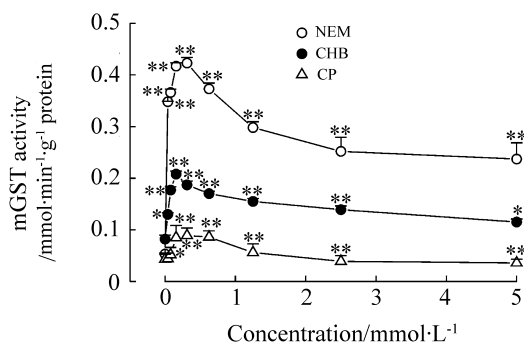 NEM
CHB
CP
0.5
0.4
0.3
0.2
0.1
0
mGST activity
/mmol·min⁻¹·g⁻¹ protein
** ** ** ** ** ** ** ** **
** * ** ** ** ** ** *
** ** * ** ** ** **
0 1 2 3 4 5
Concentration/mmol·L⁻¹